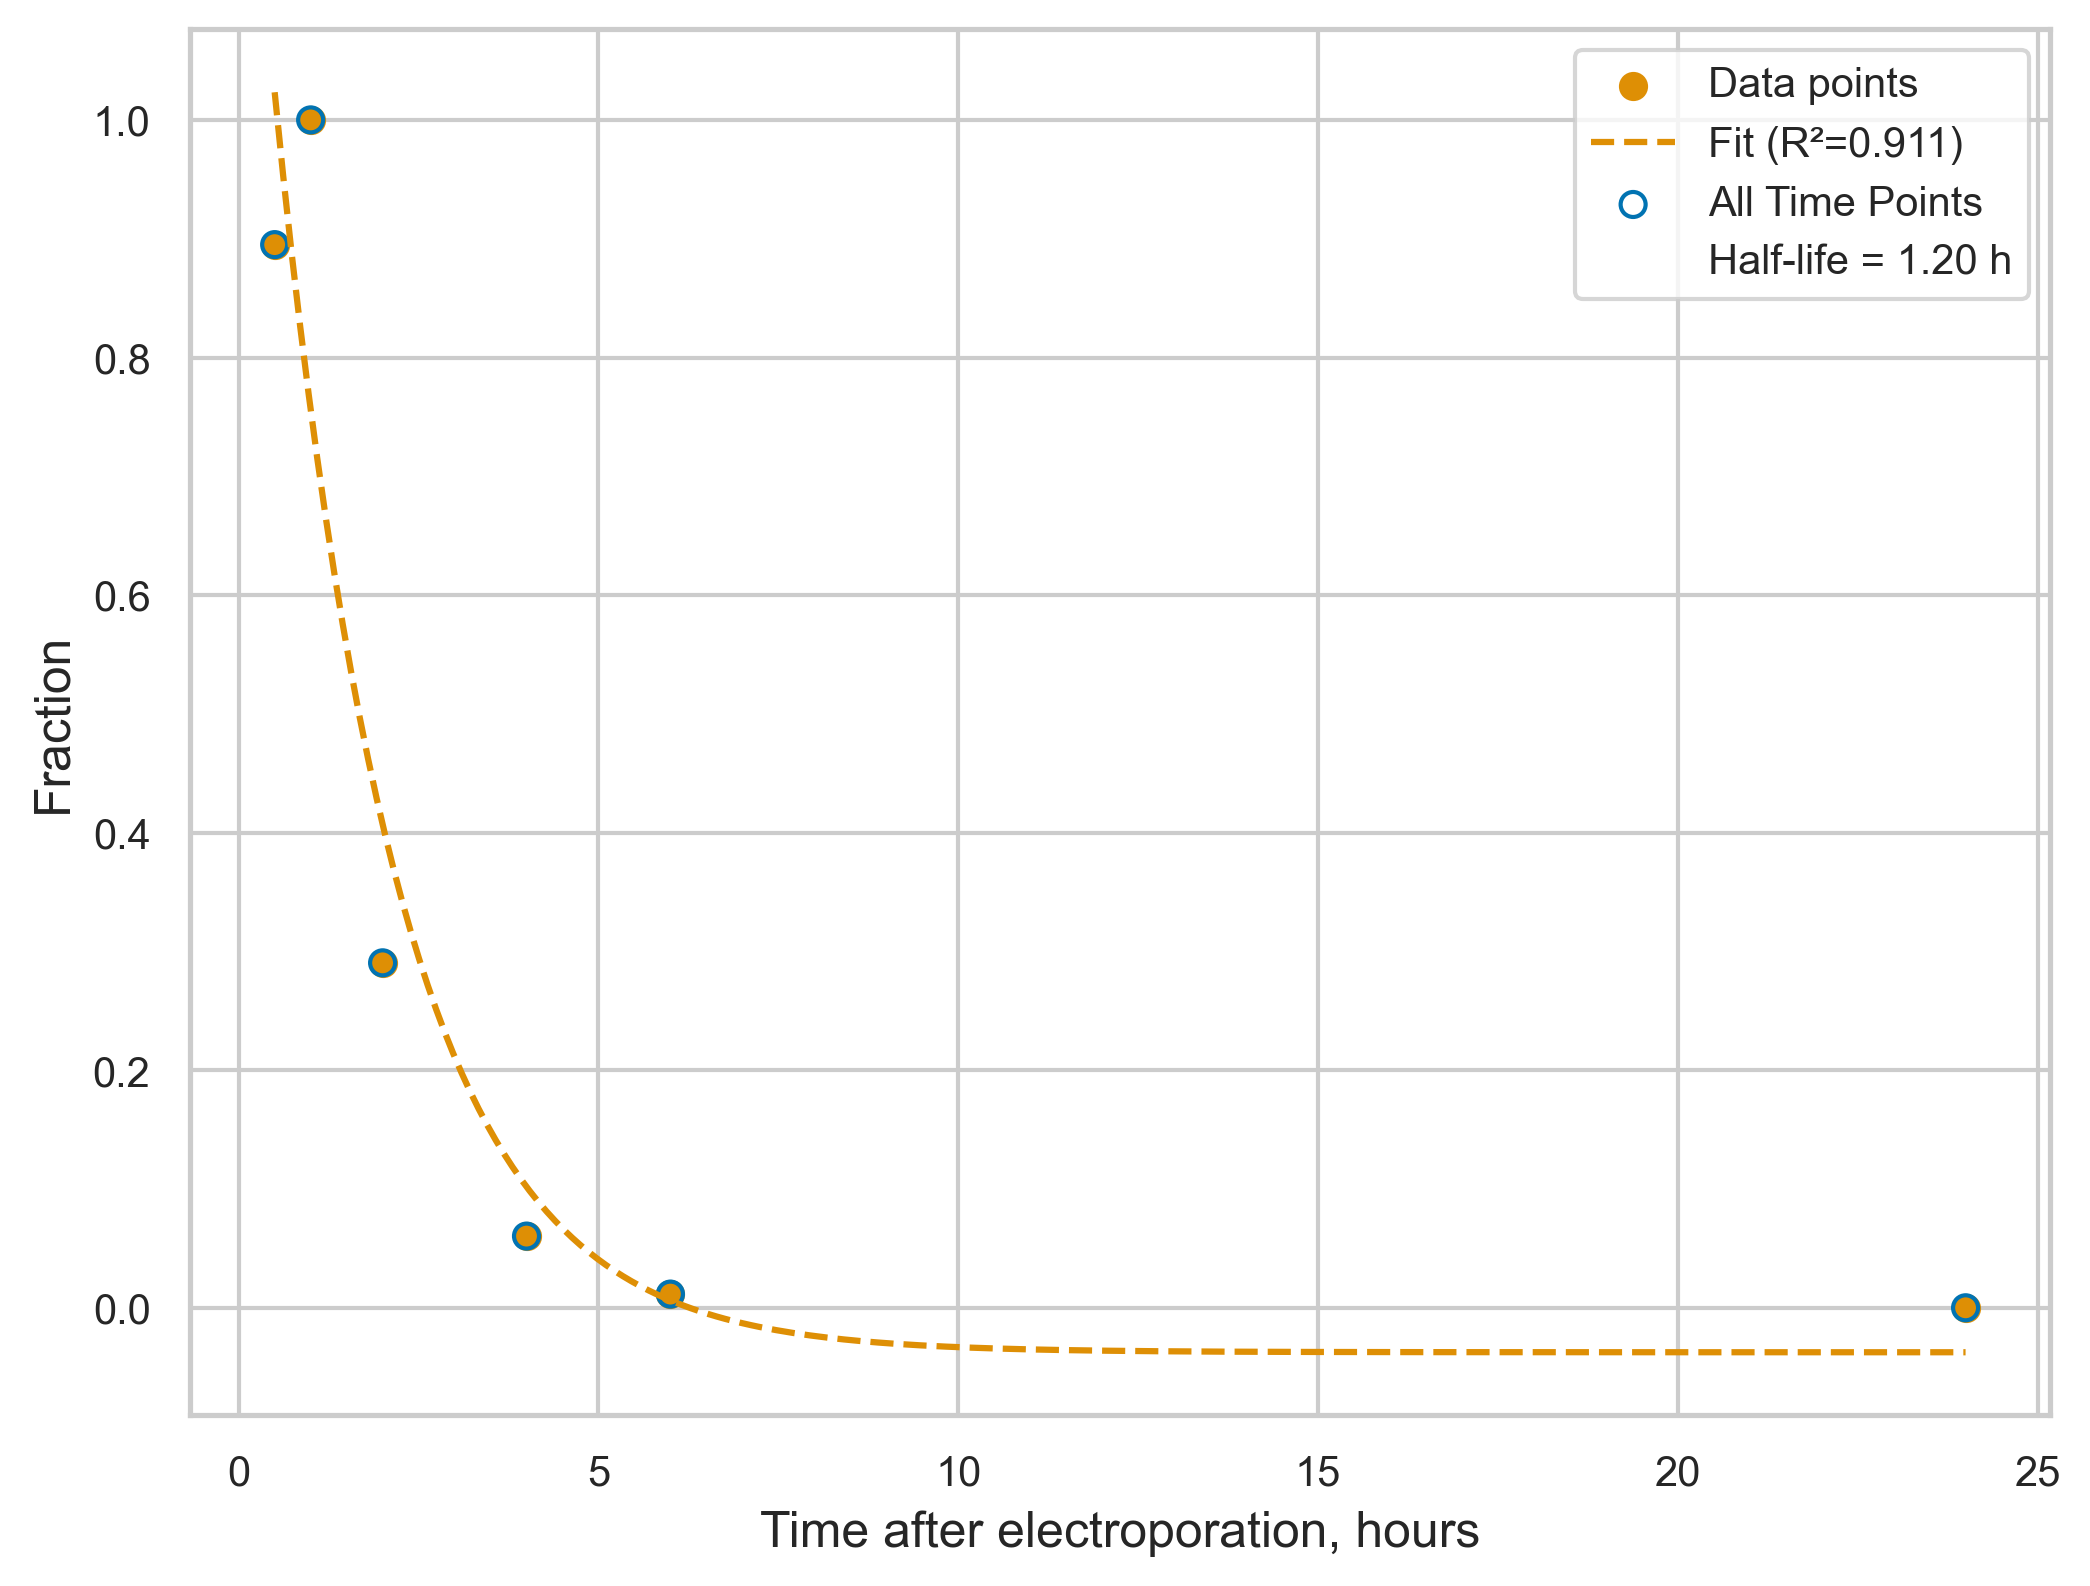 Data points
Fit (R²=0.911)
All Time Points
Half-life = 1.20 h
1.0
0.8
0.6
0.4
0.2
0.0
Fraction
0 5 10 15 20 25
Time after electroporation, hours